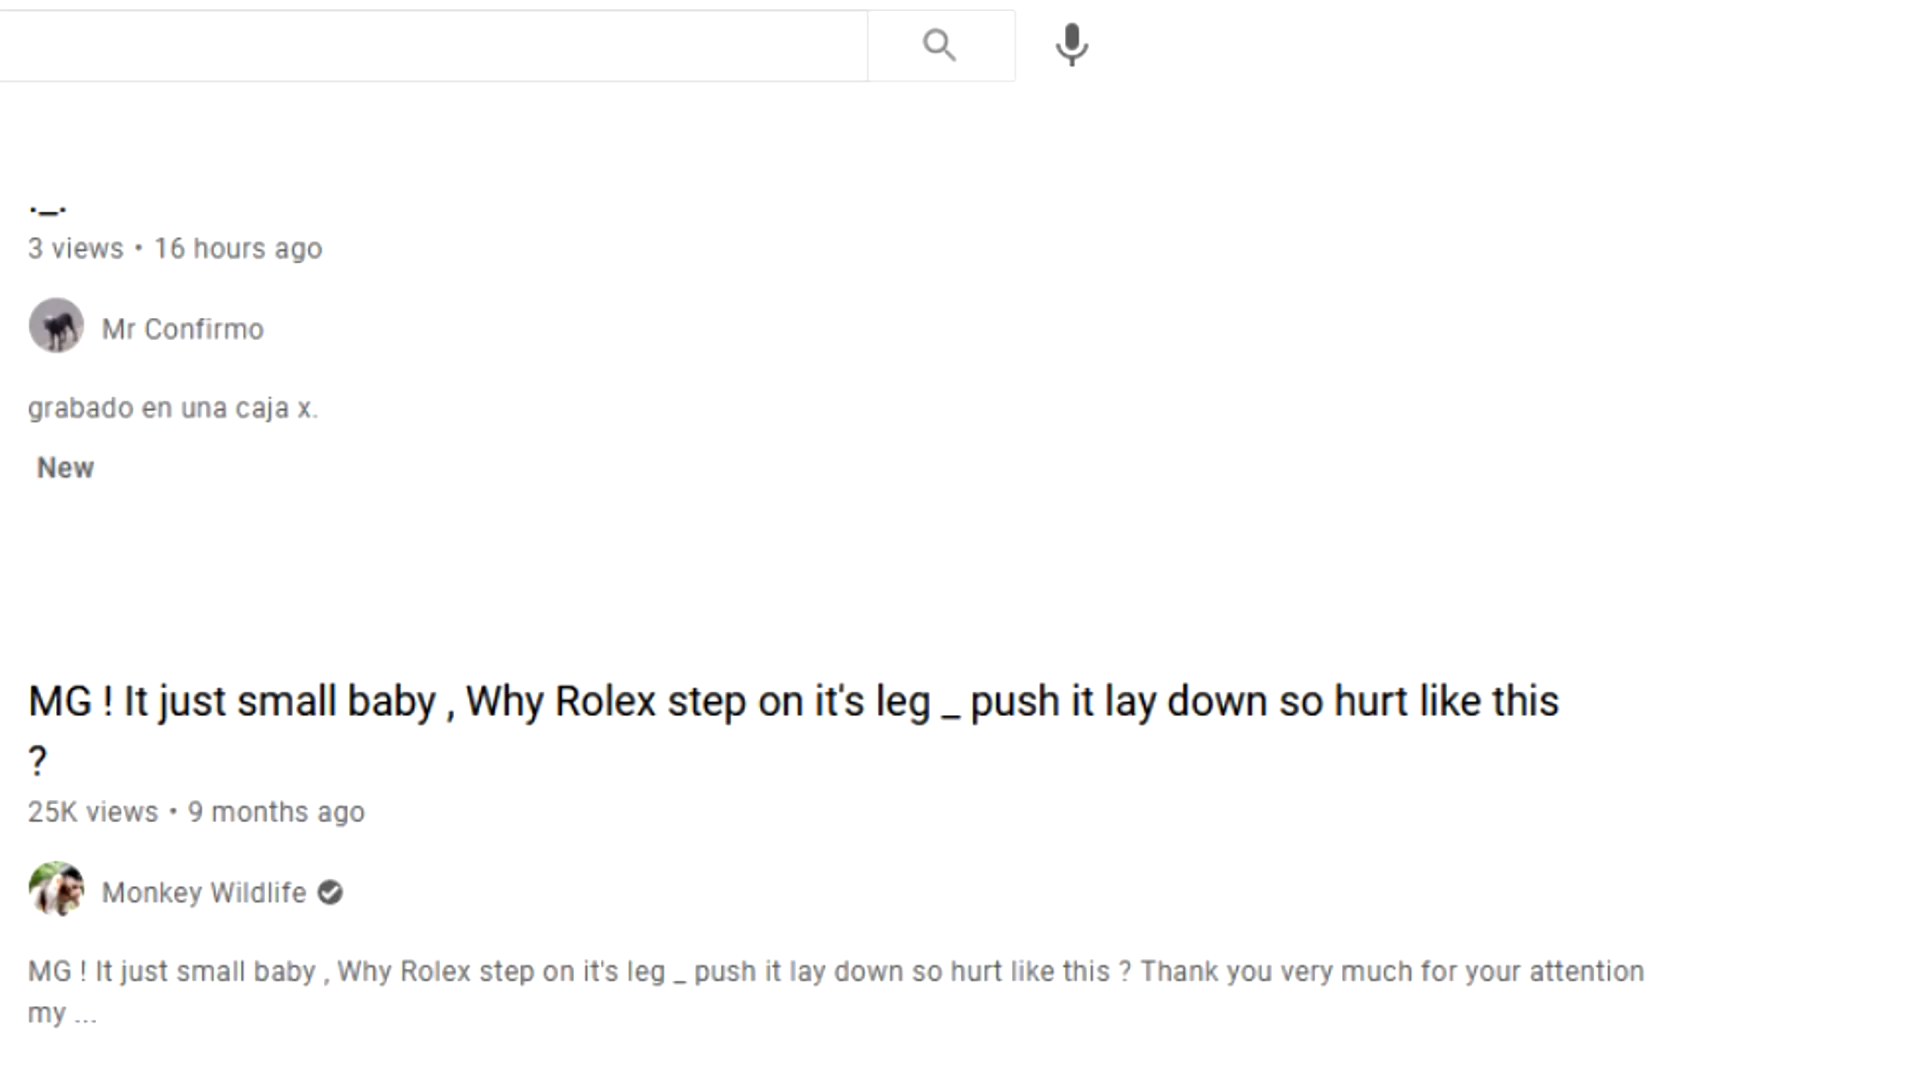 ._.
3 views • 16 hours ago
Mr Confirmo
grabado en una caja x.
New
MG ! It just small baby , Why Rolex step on it's leg _ push it lay down so hurt like this
?
25K views • 9 months ago
Monkey Wildlife
MG ! It just small baby , Why Rolex step on it's leg _ push it lay down so hurt like this ? Thank you very much for your attention
my ...